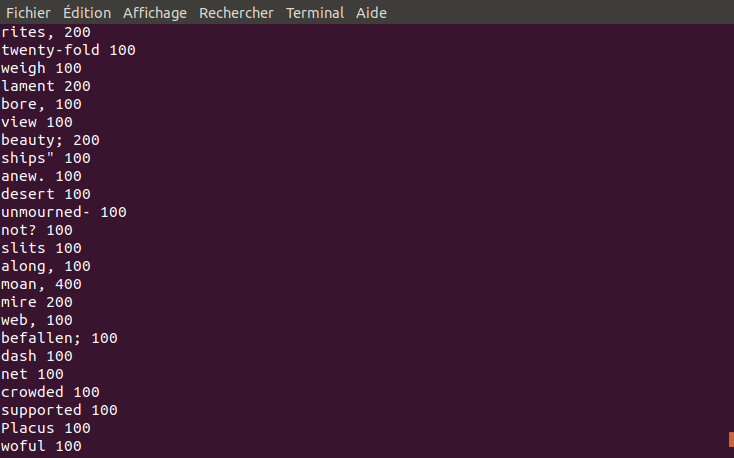 Fichier Édition Affichage Rechercher Terminal Aide
rites, 200
twenty-fold 100
weigh 100
lament 200
bore, 100
view 100
beauty; 200
ships" 100
anew. 100
desert 100
unmourned- 100
not? 100
slits 100
along, 100
moan, 400
mire 200
web, 100
befallen; 100
dash 100
net 100
crowded 100
supported 100
Placus 100
woful 100